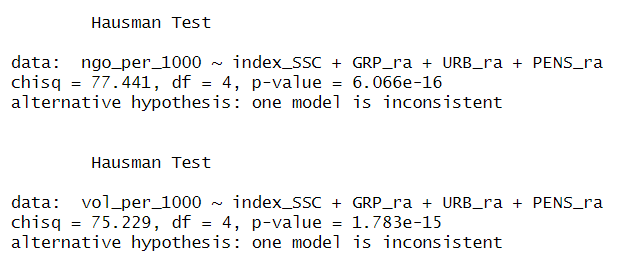 Hausman Test
data:  ngo_per_1000 ~ index_SSC + GRP_ra + URB_ra + PENS_ra
chisq = 77.441, df = 4, p-value = 6.066e-16
alternative hypothesis: one model is inconsistent
Hausman Test
data:  vol_per_1000 ~ index_SSC + GRP_ra + URB_ra + PENS_ra
chisq = 75.229, df = 4, p-value = 1.783e-15
alternative hypothesis: one model is inconsistent